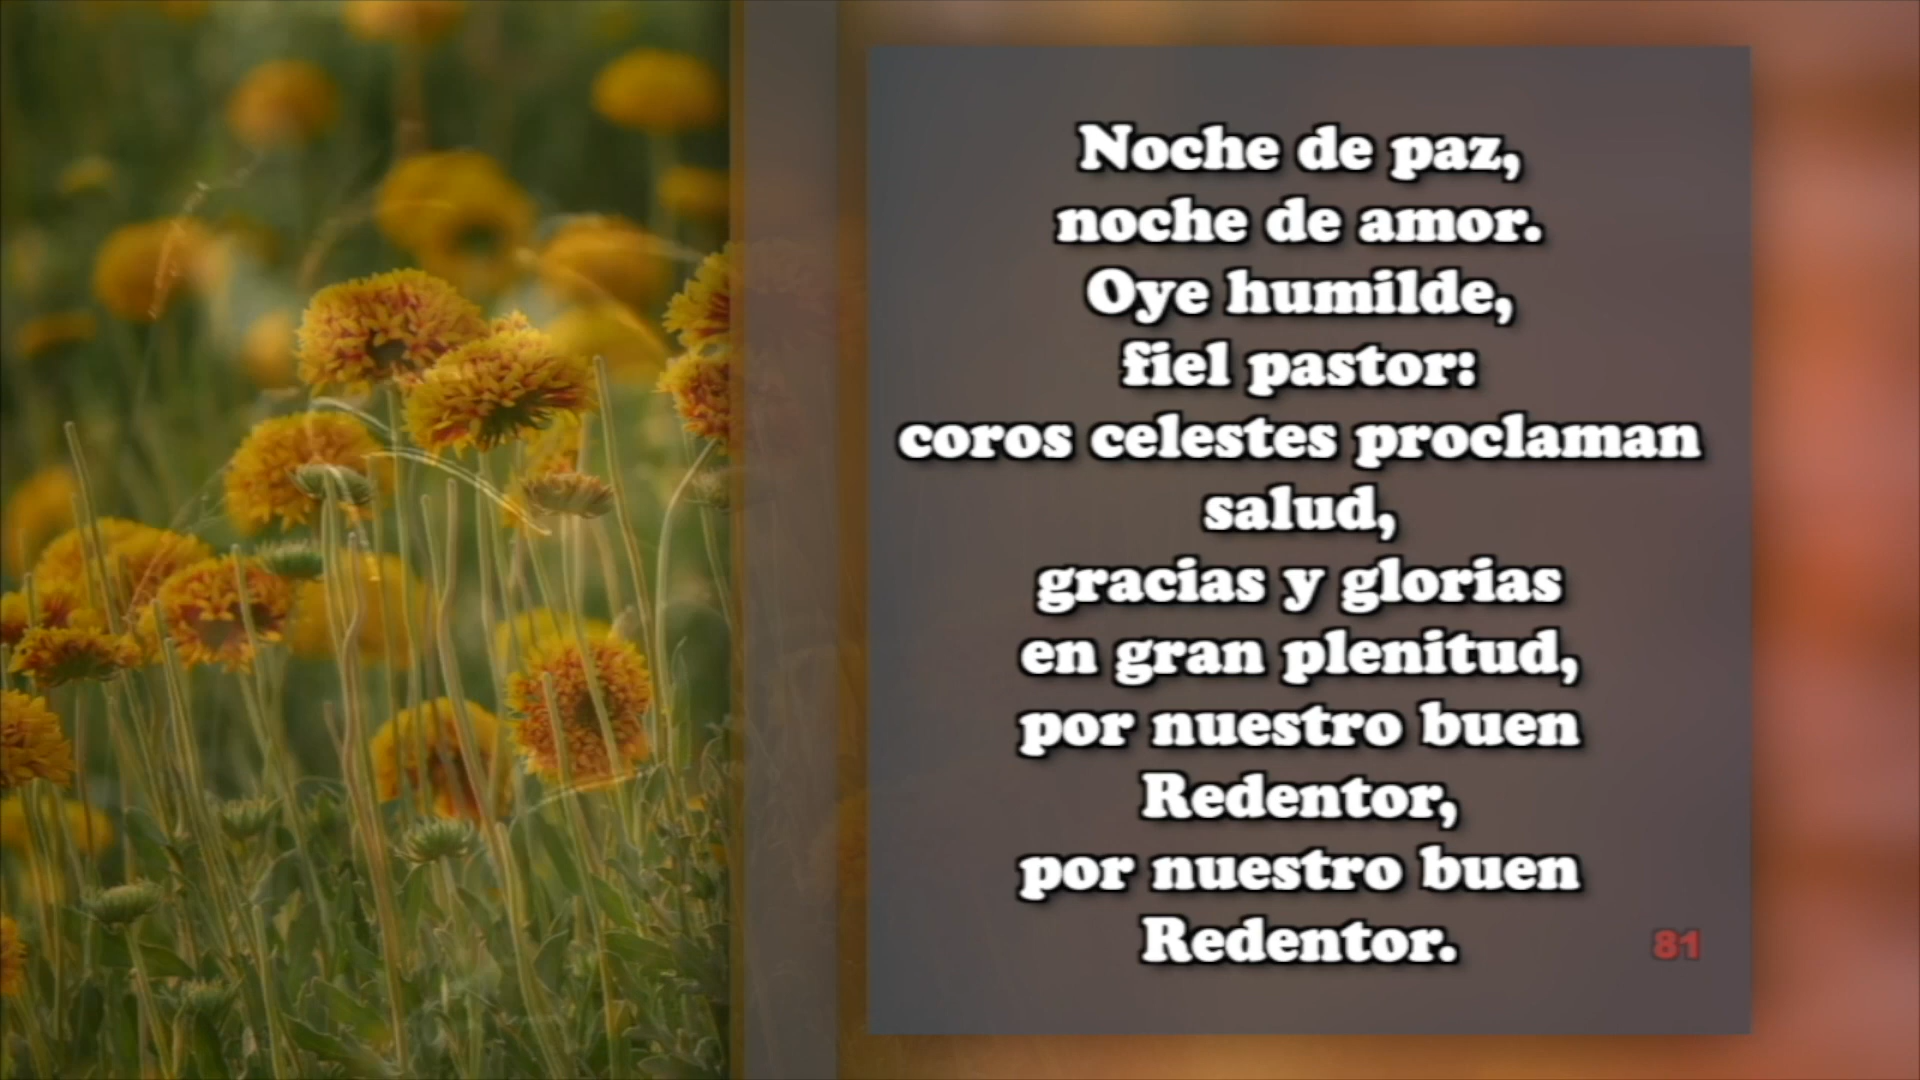 Noche de paz,
noche de amor.
Oye humilde,
fiel pastor:
coros celestes proclaman
salud,
gracias y glorias
en gran plenitud,
por nuestro buen
Redentor,
por nuestro buen
Redentor.
81